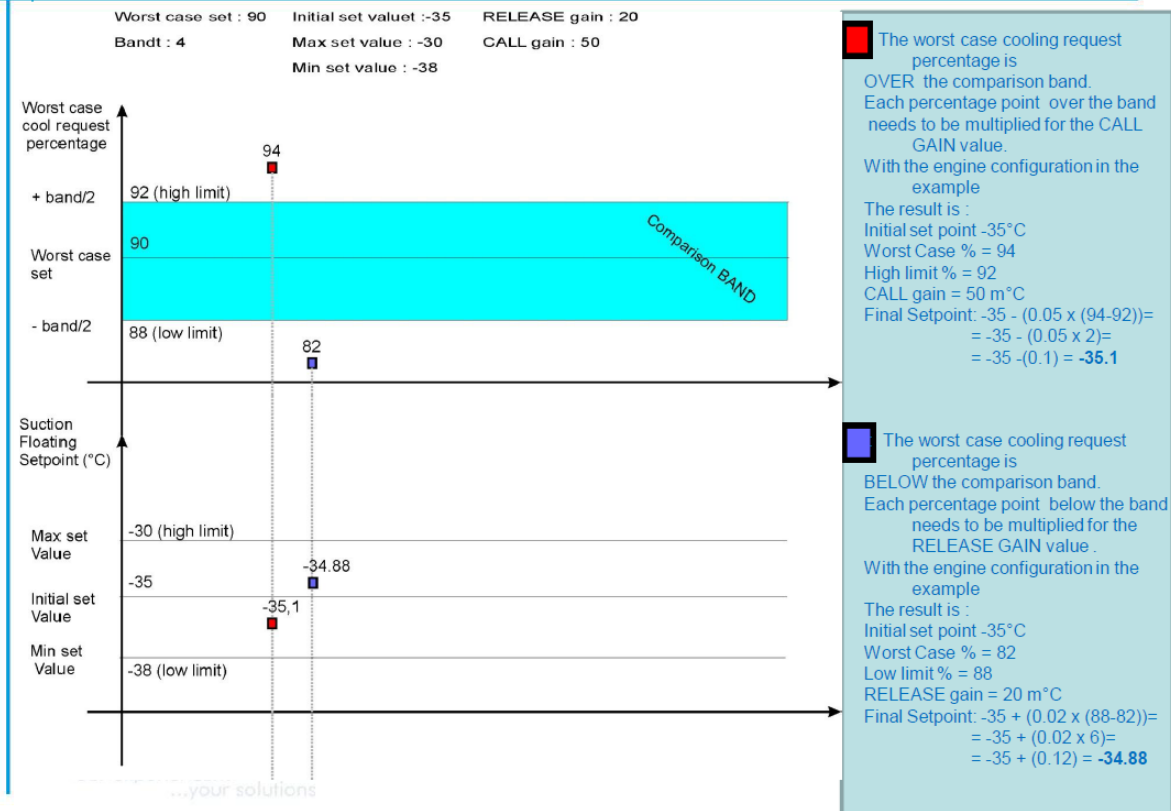 Worst case set : 90 Initial set valuet :-35 RELEASE gain : 20
Bandt : 4 Max set value : -30 CALL gain : 50
Min set value : -38
Worst case
cool request
percentage
94
+ band/2
92 (high limit)
90
Worst case
set
Comparison BAND
- band/2
88 (low limit)
82
Suction
Floating
Setpoint (°C)
Max set
Value
-30 (high limit)
-34.88
-35
Initial set
Value
-35,1
Min set
Value
-38 (low limit)
...your solutions
The worst case cooling request
percentage is
OVER the comparison band.
Each percentage point over the band
needs to be multiplied for the CALL
GAIN value.
With the engine configuration in the
example
The result is :
Initial set point -35°C
Worst Case % = 94
High limit % = 92
CALL gain = 50 m°C
Final Setpoint: -35 - (0.05 x (94-92))=
= -35 - (0.05 x 2)=
= -35 -(0.1) = -35.1
The worst case cooling request
percentage is
BELOW the comparison band.
Each percentage point below the band
needs to be multiplied for the
RELEASE GAIN value .
With the engine configuration in the
example
The result is :
Initial set point -35°C
Worst Case % = 82
Low limit % = 88
RELEASE gain = 20 m°C
Final Setpoint: -35 + (0.02 x (88-82))=
= -35 + (0.02 x 6)=
= -35 + (0.12) = -34.88